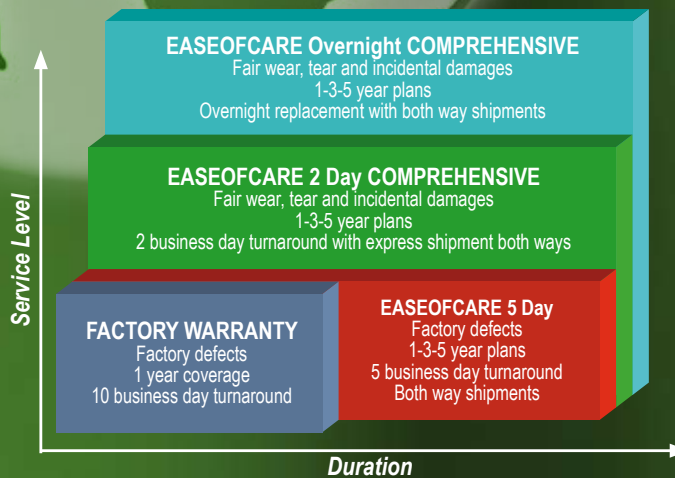 EASEOFCARE Overnight COMPREHENSIVE
Fair wear, tear and incidental damages
1-3-5 year plans
Overnight replacement with both way shipments
EASEOFCARE 2 Day COMPREHENSIVE
Fair wear, tear and incidental damages
1-3-5 year plans
2 business day turnaround with express shipment both ways
FACTORY WARRANTY
Factory defects
1 year coverage
10 business day turnaround
EASEOFCARE 5 Day
Factory defects
1-3-5 year plans
5 business day turnaround
Both way shipments
Service Level
Duration